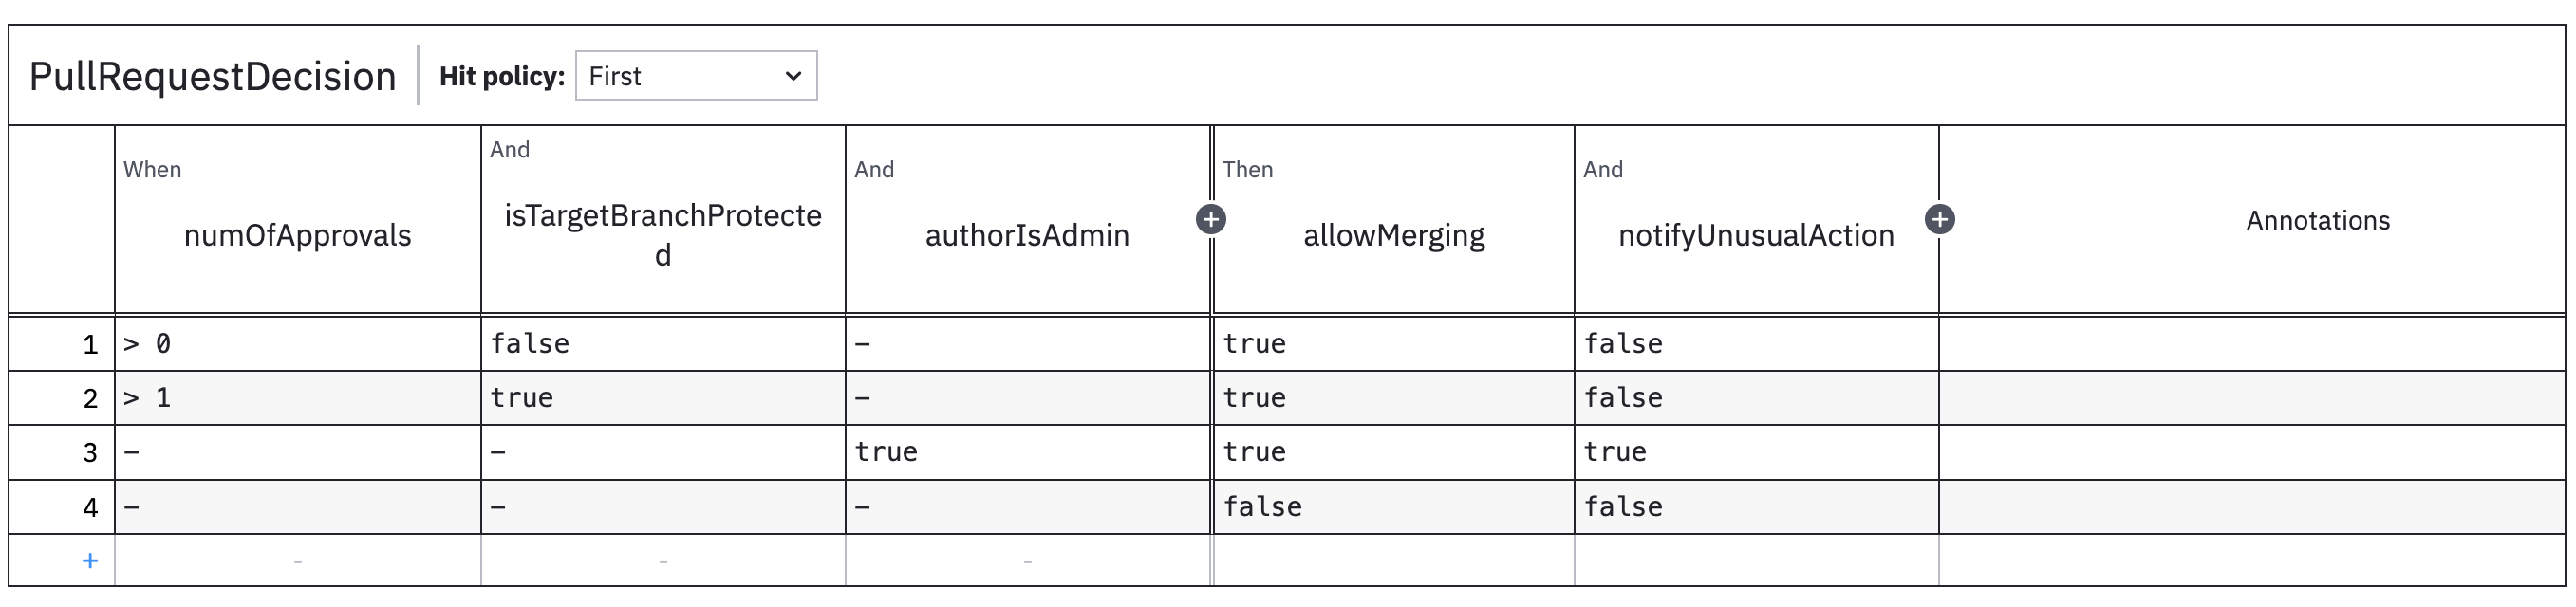 PullRequestDecision Hit policy: First
When And And Then And
numOfApprovals isTargetBranchProtecte
d authorIsAdmin allowMerging notifyUnusualAction Annotations
1 > 0 false – true false
2 > 1 true – true false
3 – – true true true
4 – – – false false
+ - - -